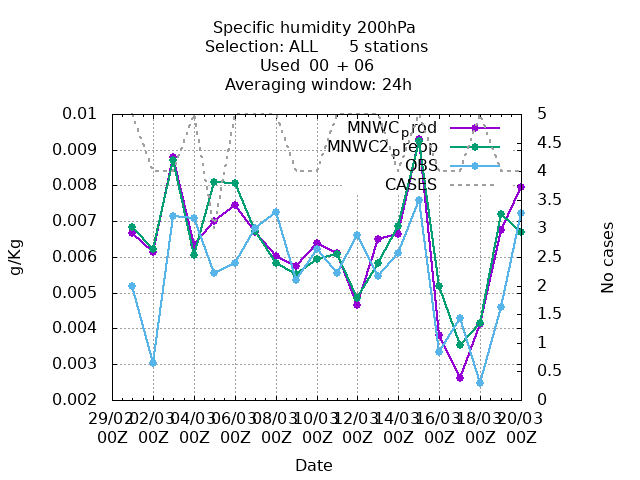 Specific humidity 200hPa
Selection: ALL 5 stations
Used 00 + 06
Averaging window: 24h
0.01
0.009
0.008
0.007
0.006
0.005
0.004
0.003
0.002
5
4.5
4
3.5
3
2.5
2
1.5
1
0.5
0
g/Kg
No cases
MNWC_prod
MNWC2_prepp
OBS
CASES
29/02 02/03 04/03 06/03 08/03 10/03 12/03 14/03 16/03 18/03 20/03
00Z 00Z 00Z 00Z 00Z 00Z 00Z 00Z 00Z 00Z 00Z
Date